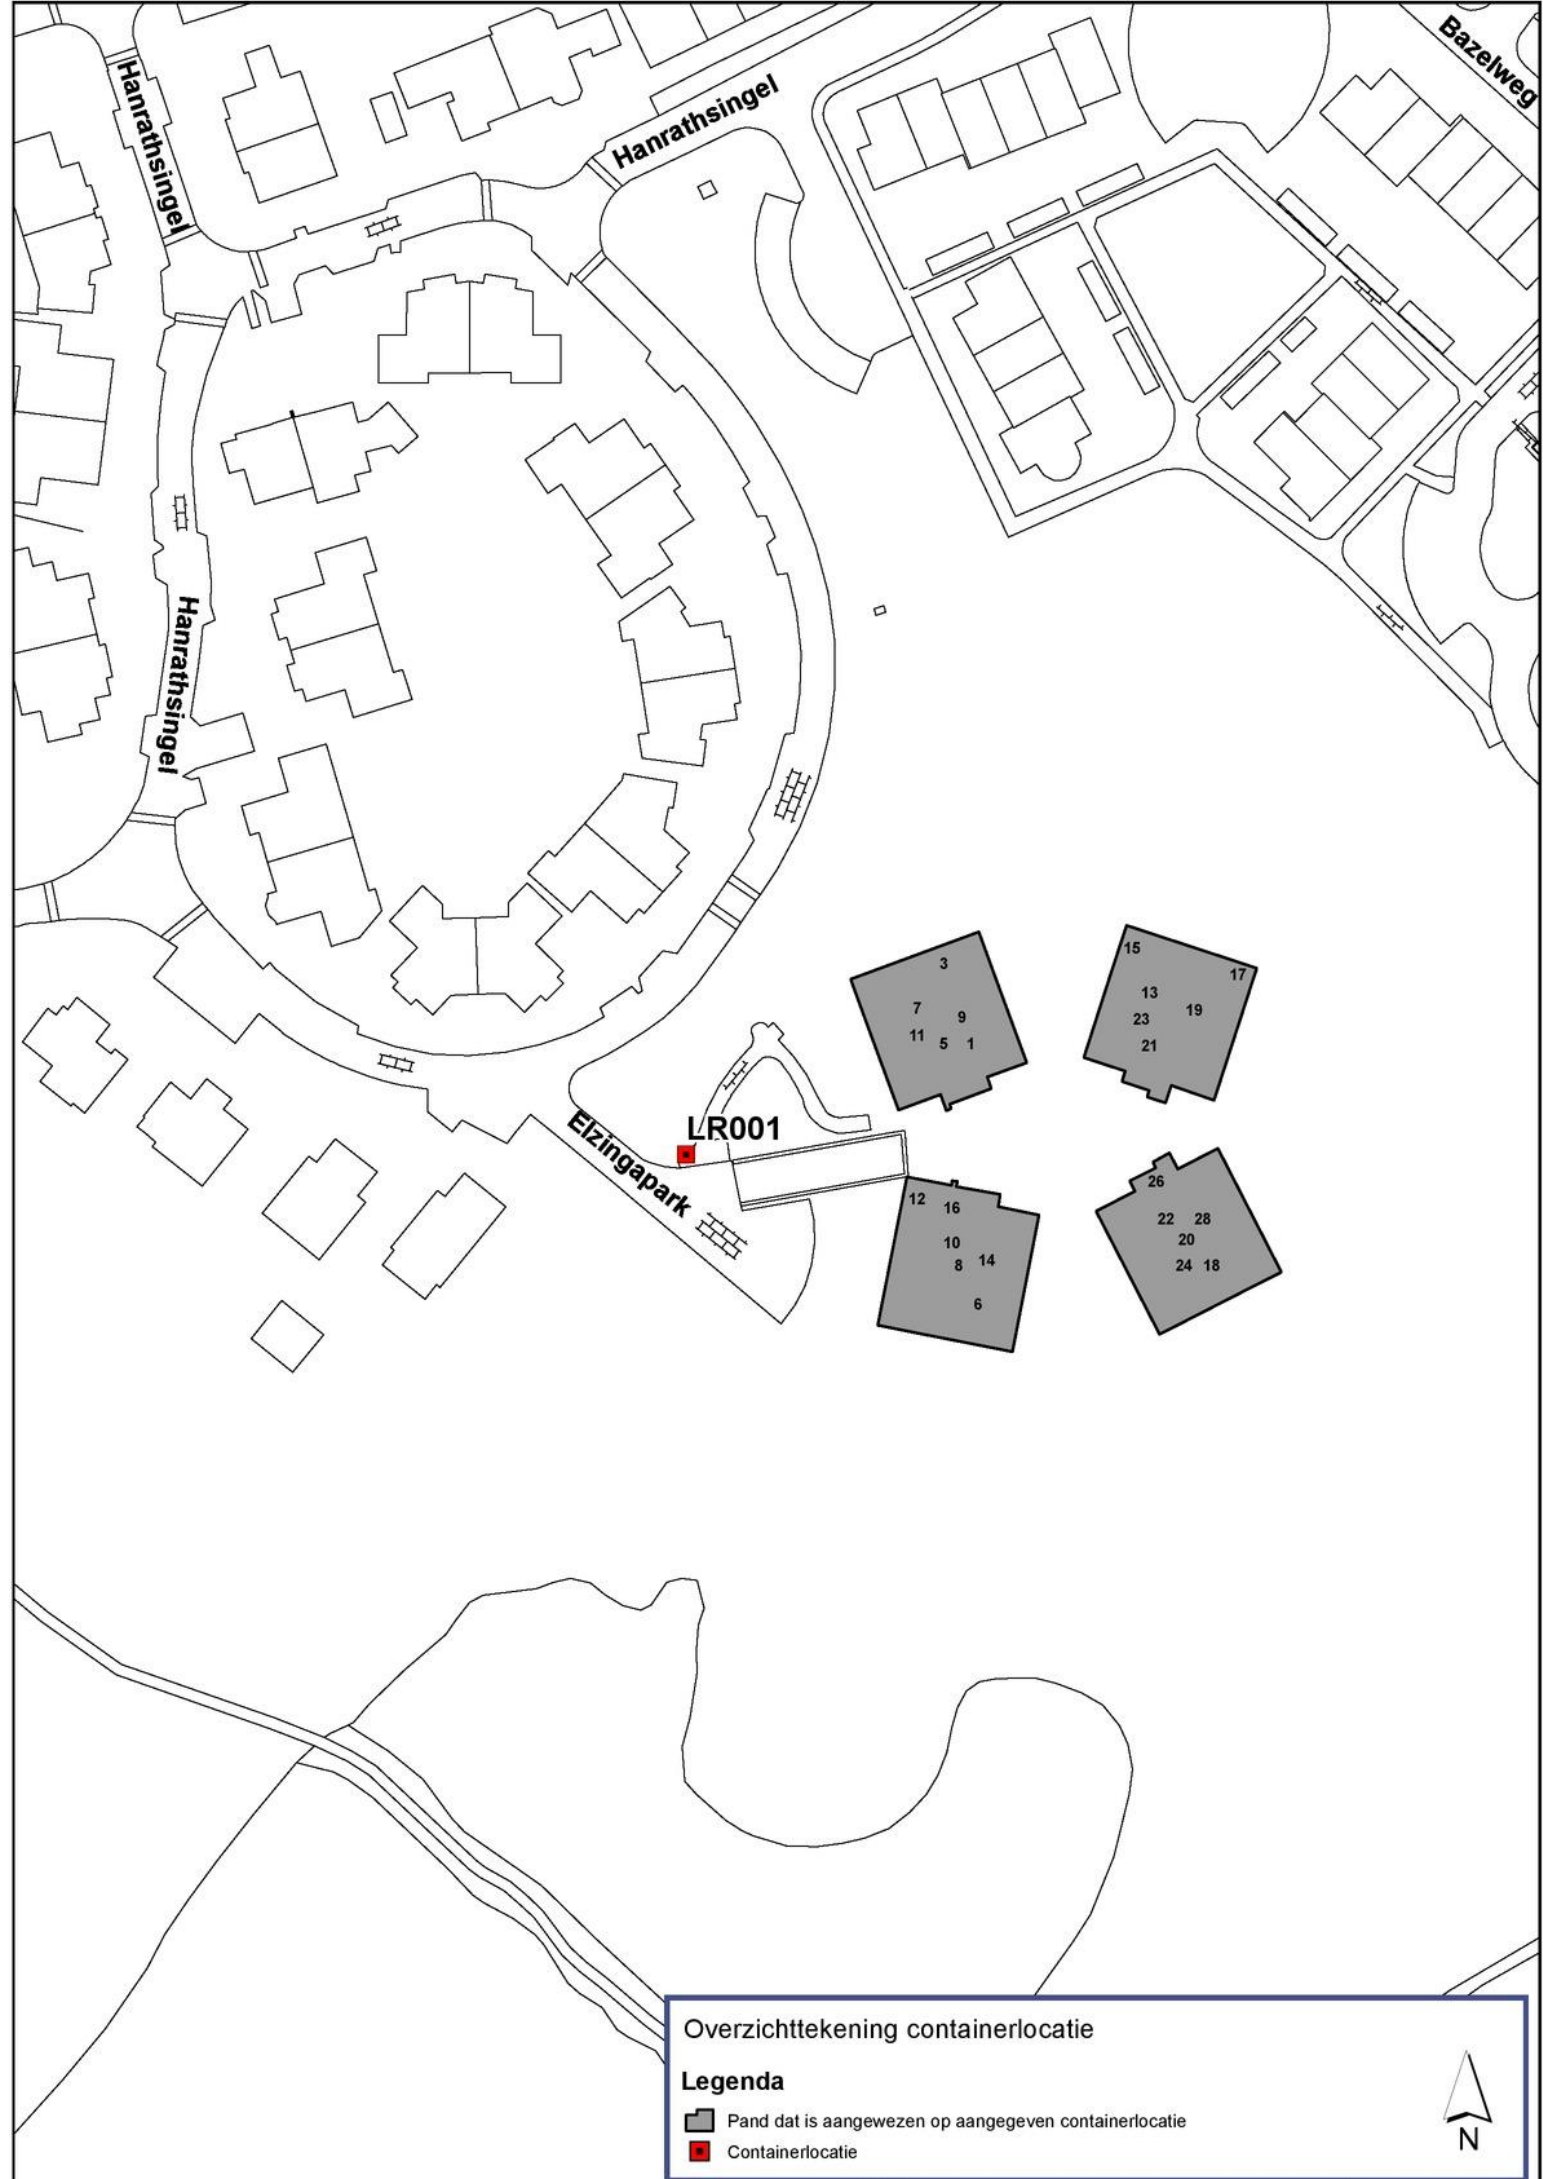 Bazelweg
Hanrathsingel
Hanrathsingel
Hanrathsingel
3
7
9
11
5
1
15
17
13
19
23
21
LR001
Elzingapark
12
16
10
14
8
6
26
22
28
20
24
18
Overzichttekening containerlocatie
Legenda
Pand dat is aangewezen op aangegeven containerlocatie
Containerlocatie
N